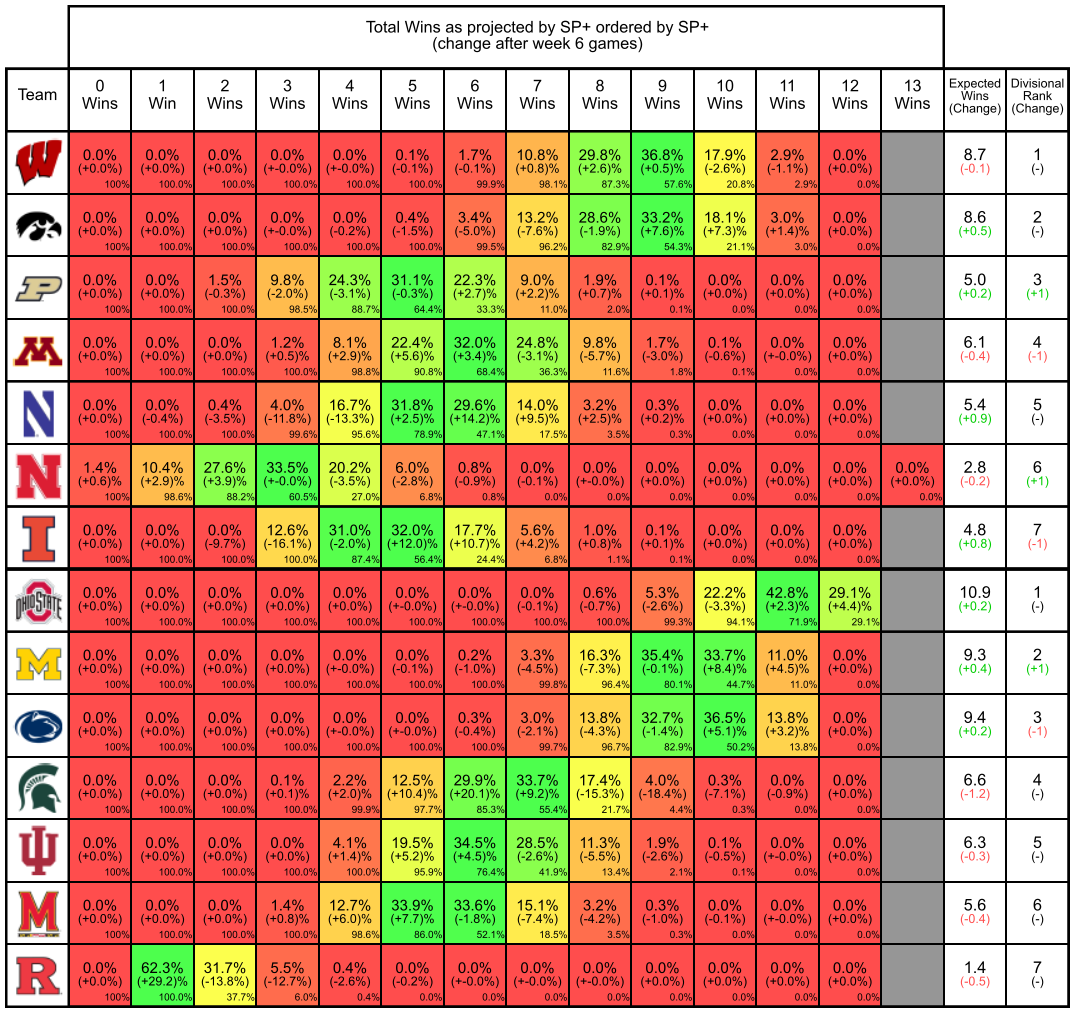 Total Wins as projected by SP+ ordered by SP+
(change after week 6 games)
Team 0 Wins 1 Win 2 Wins 3 Wins 4 Wins 5 Wins 6 Wins 7 Wins 8 Wins 9 Wins 10 Wins 11 Wins 12 Wins 13 Wins Expected Wins (Change) Divisional Rank (Change)
W 0.0% 0.0% 0.0% 0.0% 0.0% 0.1% 1.7% 10.8% 29.8% 36.8% 17.9% 2.9% 0.0% 8.7 1
(+0.0%) (+0.0%) (+0.0%) (+-0.0%) (+-0.0%) (-0.1%) (-0.1%) (+0.8)% (+2.6)% (+0.5)% (-2.6%) (-1.1%) (+0.0%) (-0.1) (-)
100% 100.0% 100.0% 100.0% 100.0% 100.0% 99.9% 98.1% 87.3% 57.6% 20.8% 2.9% 0.0%
0.0% 0.0% 0.0% 0.0% 0.0% 0.4% 3.4% 13.2% 28.6% 33.2% 18.1% 3.0% 0.0% 8.6 2
(+0.0%) (+0.0%) (+0.0%) (+-0.0%) (-0.2%) (-1.5%) (-5.0%) (-7.6%) (-1.9%) (+7.6)% (+7.3)% (+1.4)% (+0.0%) (+0.5) (-)
100% 100.0% 100.0% 100.0% 100.0% 100.0% 99.5% 96.2% 82.9% 54.3% 21.1% 3.0% 0.0%
P 0.0% 0.0% 1.5% 9.8% 24.3% 31.1% 22.3% 9.0% 1.9% 0.1% 0.0% 0.0% 0.0% 5.0 3
(+0.0%) (+0.0%) (-0.3%) (-2.0%) (-3.1%) (-0.3%) (+2.7)% (+2.2)% (+0.7)% (+0.1)% (+0.0%) (+0.0%) (+0.0%) (+0.2) (+1)
100% 100.0% 100.0% 98.5% 88.7% 64.4% 33.3% 11.0% 2.0% 0.1% 0.0% 0.0% 0.0%
M 0.0% 0.0% 0.0% 1.2% 8.1% 22.4% 32.0% 24.8% 9.8% 1.7% 0.1% 0.0% 0.0% 6.1 4
(+0.0%) (+0.0%) (+0.0%) (+0.5)% (+2.9)% (+5.6)% (+3.4)% (-3.1%) (-5.7%) (-3.0%) (-0.6%) (+-0.0%) (+0.0%) (-0.4) (-1)
100% 100.0% 100.0% 100.0% 98.8% 90.8% 68.4% 36.3% 11.6% 1.8% 0.1% 0.0% 0.0%
N 0.0% 0.0% 0.4% 4.0% 16.7% 31.8% 29.6% 14.0% 3.2% 0.3% 0.0% 0.0% 0.0% 5.4 5
(+0.0%) (-0.4%) (-3.5%) (-11.8%) (-13.3%) (+2.5)% (+14.2)% (+9.5)% (+2.5)% (+0.2)% (+0.0)% (+0.0%) (+0.0%) (+0.9) (-)
100% 100.0% 100.0% 99.6% 95.6% 78.9% 47.1% 17.5% 3.5% 0.3% 0.0% 0.0% 0.0%
N 1.4% 10.4% 27.6% 33.5% 20.2% 6.0% 0.8% 0.0% 0.0% 0.0% 0.0% 0.0% 0.0% 0.0% 2.8 6
(+0.6)% (+2.9)% (+3.9)% (+-0.0%) (-3.5%) (-2.8%) (-0.9%) (-0.1%) (+-0.0%) (+0.0%) (+0.0%) (+0.0%) (+0.0%) (+0.0%) (-0.2) (+1)
100% 98.6% 88.2% 60.5% 27.0% 6.8% 0.8% 0.0% 0.0% 0.0% 0.0% 0.0% 0.0% 0.0%
I 0.0% 0.0% 0.0% 12.6% 31.0% 32.0% 17.7% 5.6% 1.0% 0.1% 0.0% 0.0% 0.0% 4.8 7
(+0.0%) (+0.0%) (-9.7%) (-16.1%) (-2.0%) (+12.0)% (+10.7)% (+4.2)% (+0.8)% (+0.1)% (+0.0%) (+0.0%) (+0.0%) (+0.8) (-1)
100% 100.0% 100.0% 100.0% 87.4% 56.4% 24.4% 6.8% 1.1% 0.1% 0.0% 0.0% 0.0%
OHIO STATE 0.0% 0.0% 0.0% 0.0% 0.0% 0.0% 0.0% 0.0% 0.6% 5.3% 22.2% 42.8% 29.1% 10.9 1
(+0.0%) (+0.0%) (+0.0%) (+0.0%) (+0.0%) (+-0.0%) (+-0.0%) (-0.1%) (-0.7%) (-2.6%) (-3.3%) (+2.3)% (+4.4)% (+0.2) (-)
100% 100.0% 100.0% 100.0% 100.0% 100.0% 100.0% 100.0% 100.0% 99.3% 94.1% 71.9% 29.1%
M 0.0% 0.0% 0.0% 0.0% 0.0% 0.0% 0.2% 3.3% 16.3% 35.4% 33.7% 11.0% 0.0% 9.3 2
(+0.0%) (+0.0%) (+0.0%) (+0.0%) (+-0.0%) (-0.1%) (-1.0%) (-4.5%) (-7.3%) (-0.1%) (+8.4)% (+4.5)% (+0.0%) (+0.4) (+1)
100% 100.0% 100.0% 100.0% 100.0% 100.0% 100.0% 99.8% 96.4% 80.1% 44.7% 11.0% 0.0%
0.0% 0.0% 0.0% 0.0% 0.0% 0.0% 0.3% 3.0% 13.8% 32.7% 36.5% 13.8% 0.0% 9.4 3
(+0.0%) (+0.0%) (+0.0%) (+0.0%) (+-0.0%) (+-0.0%) (-0.4%) (-2.1%) (-4.3%) (-1.4%) (+5.1)% (+3.2)% (+0.0%) (+0.2) (-1)
100% 100.0% 100.0% 100.0% 100.0% 100.0% 100.0% 99.7% 96.7% 82.9% 50.2% 13.8% 0.0%
0.0% 0.0% 0.0% 0.1% 2.2% 12.5% 29.9% 33.7% 17.4% 4.0% 0.3% 0.0% 0.0% 6.6 4
(+0.0%) (+0.0%) (+0.0)% (+0.1)% (+2.0)% (+10.4)% (+20.1)% (+9.2)% (-15.3%) (-18.4%) (-7.1%) (-0.9%) (+0.0%) (-1.2) (-)
100% 100.0% 100.0% 100.0% 99.9% 97.7% 85.3% 55.4% 21.7% 4.4% 0.3% 0.0% 0.0%
0.0% 0.0% 0.0% 0.0% 4.1% 19.5% 34.5% 28.5% 11.3% 1.9% 0.1% 0.0% 0.0% 6.3 5
(+0.0%) (+0.0%) (+0.0%) (+0.0%) (+1.4)% (+5.2)% (+4.5)% (-2.6%) (-5.5%) (-2.6%) (-0.5%) (+-0.0%) (+0.0%) (-0.3) (-)
100% 100.0% 100.0% 100.0% 100.0% 95.9% 76.4% 41.9% 13.4% 2.1% 0.1% 0.0% 0.0%
M 0.0% 0.0% 0.0% 1.4% 12.7% 33.9% 33.6% 15.1% 3.2% 0.3% 0.0% 0.0% 0.0% 5.6 6
(+0.0%) (+0.0%) (+0.0%) (+0.8)% (+6.0)% (+7.7)% (-1.8%) (-7.4%) (-4.2%) (-1.0%) (-0.1%) (+-0.0%) (+0.0%) (-0.4) (-)
100% 100.0% 100.0% 100.0% 98.6% 86.0% 52.1% 18.5% 3.5% 0.3% 0.0% 0.0% 0.0%
R 0.0% 62.3% 31.7% 5.5% 0.4% 0.0% 0.0% 0.0% 0.0% 0.0% 0.0% 0.0% 0.0% 1.4 7
(+0.0%) (+29.2)% (-13.8%) (-12.7%) (-2.6%) (-0.2%) (+-0.0%) (+-0.0%) (+-0.0%) (+0.0%) (+0.0%) (+0.0%) (+0.0%) (-0.5) (-)
100% 100.0% 37.7% 6.0% 0.4% 0.0% 0.0% 0.0% 0.0% 0.0% 0.0% 0.0% 0.0%